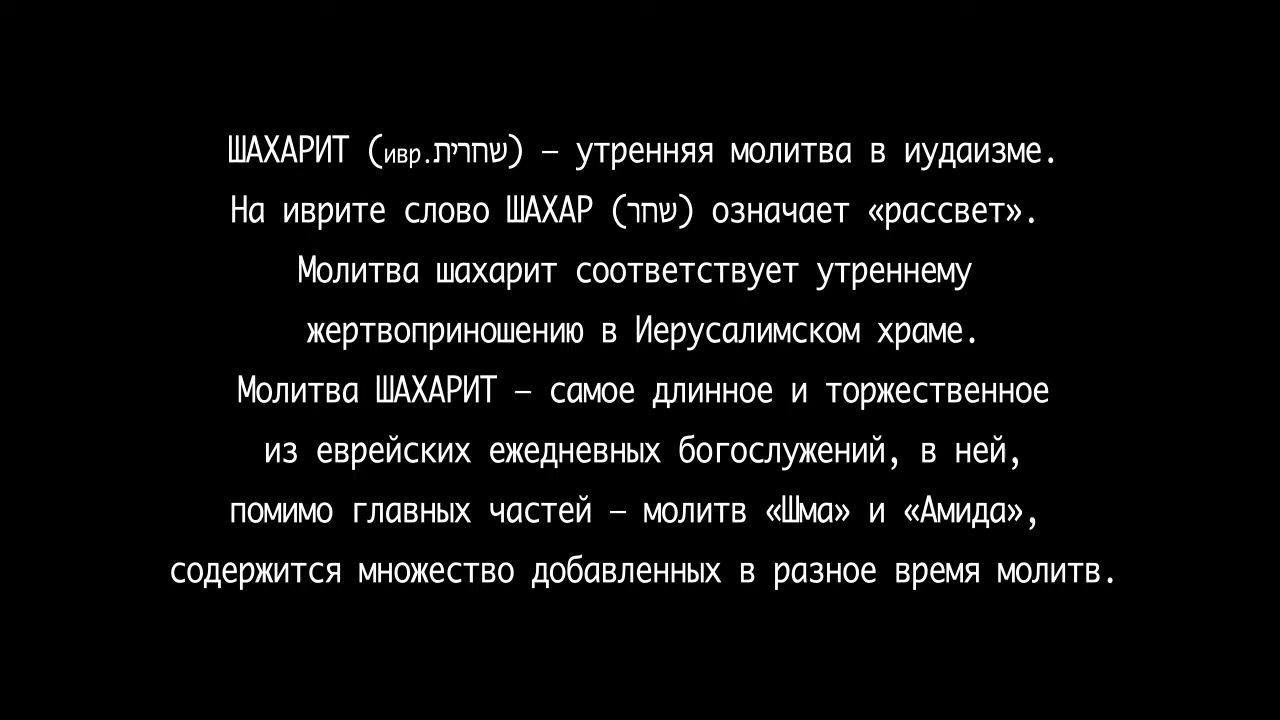 ШАХАРИТ (ивр.שחרית) – утренняя молитва в иудаизме.
На иврите слово ШАХАР (שחר) означает «рассвет».
Молитва шахарит соответствует утреннему
жертвоприношению в Иерусалимском храме.
Молитва ШАХАРИТ – самое длинное и торжественное
из еврейских ежедневных богослужений, в ней,
помимо главных частей – молитв «Шма» и «Амида»,
содержится множество добавленных в разное время молитв.